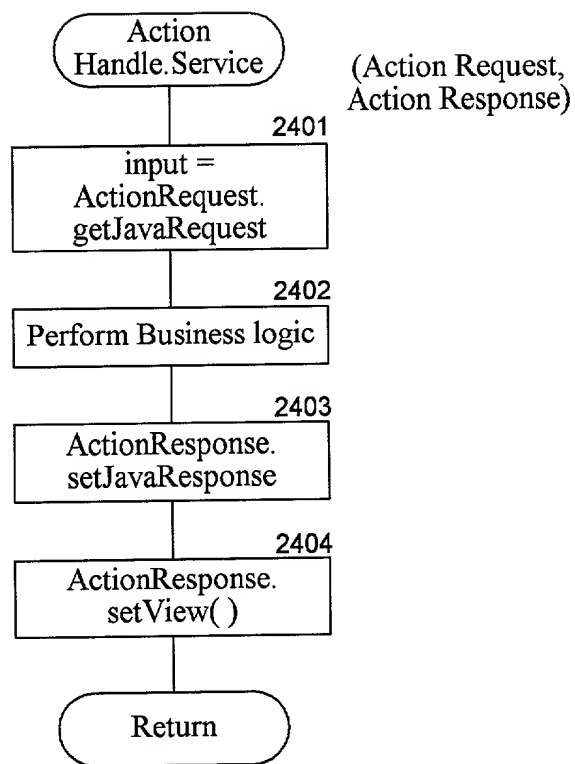 Action
Handle.Service
(Action Request,
Action Response)
2401
input =
ActionRequest.
getJavaRequest
2402
Perform Business logic
2403
ActionResponse.
setJavaResponse
2404
ActionResponse.
setView( )
Return